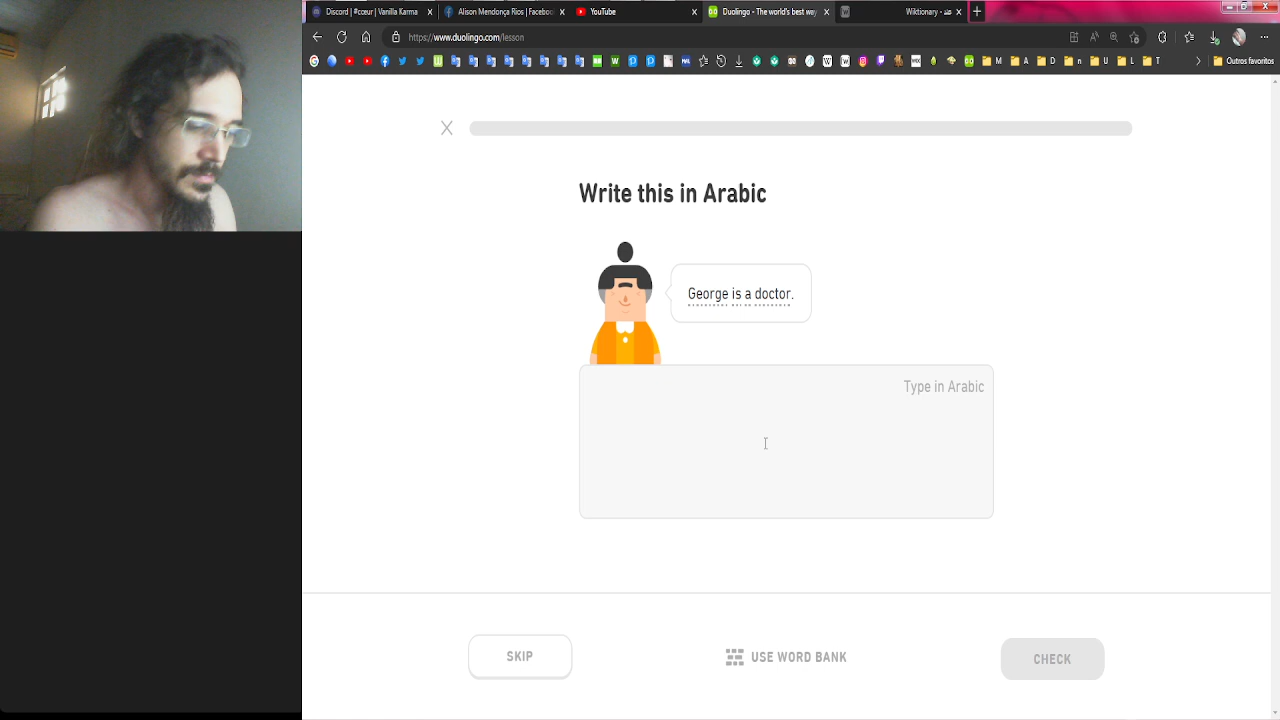 Discord | #cœur | Vanilla Karma
Alison Mendonça Rios | Facebook
YouTube
Duolingo - The world's best way
Wiktionary
https://www.duolingo.com/lesson
M
A
D
n
U
L
T
Outros favoritos
X
Write this in Arabic
George is a doctor.
Type in Arabic
SKIP
USE WORD BANK
CHECK